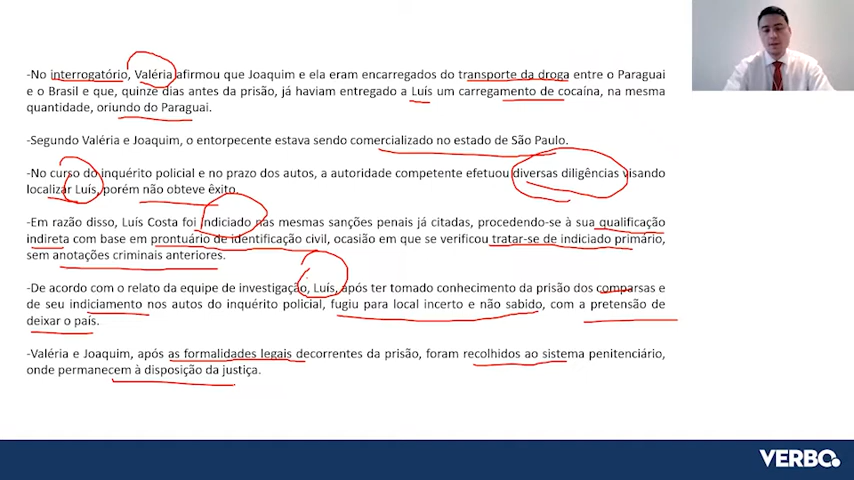 -No interrogatório, Valéria afirmou que Joaquim e ela eram encarregados do transporte da droga entre o Paraguai
e o Brasil e que, quinze dias antes da prisão, já haviam entregado a Luís um carregamento de cocaína, na mesma
quantidade, oriundo do Paraguai.
-Segundo Valéria e Joaquim, o entorpecente estava sendo comercializado no estado de São Paulo.
-No curso do inquérito policial e no prazo dos autos, a autoridade competente efetuou diversas diligências visando
localizar Luís, porém não obteve êxito.
-Em razão disso, Luís Costa foi indiciado nas mesmas sanções penais já citadas, procedendo-se à sua qualificação
indireta com base em prontuário de identificação civil, ocasião em que se verificou tratar-se de indiciado primário,
sem anotações criminais anteriores.
-De acordo com o relato da equipe de investigação, Luís, após ter tomado conhecimento da prisão dos comparsas e
de seu indiciamento nos autos do inquérito policial, fugiu para local incerto e não sabido, com a pretensão de
deixar o país.
-Valéria e Joaquim, após as formalidades legais decorrentes da prisão, foram recolhidos ao sistema penitenciário,
onde permanecem à disposição da justiça.
VERBO